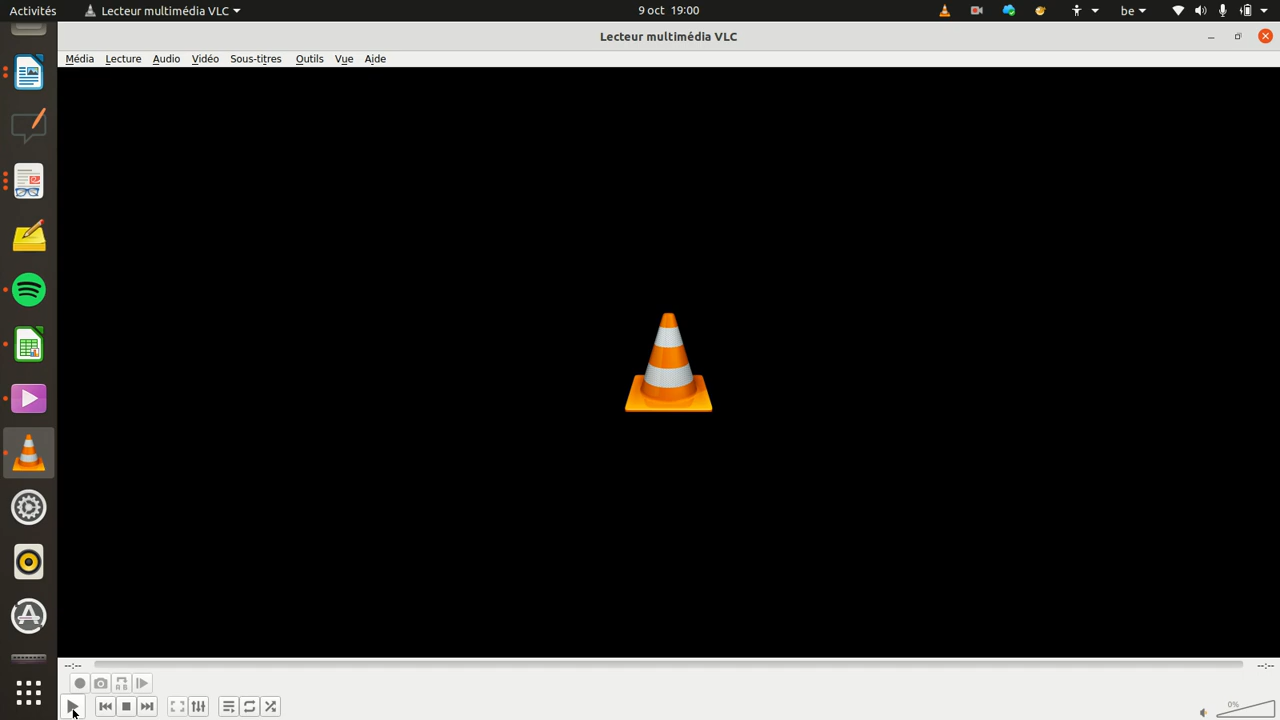 Activités Lecteur multimédia VLC 9 oct 19:00 be
Lecteur multimédia VLC
Média Lecture Audio Vidéo Sous-titres Outils Vue Aide
--:-- --:--
0%